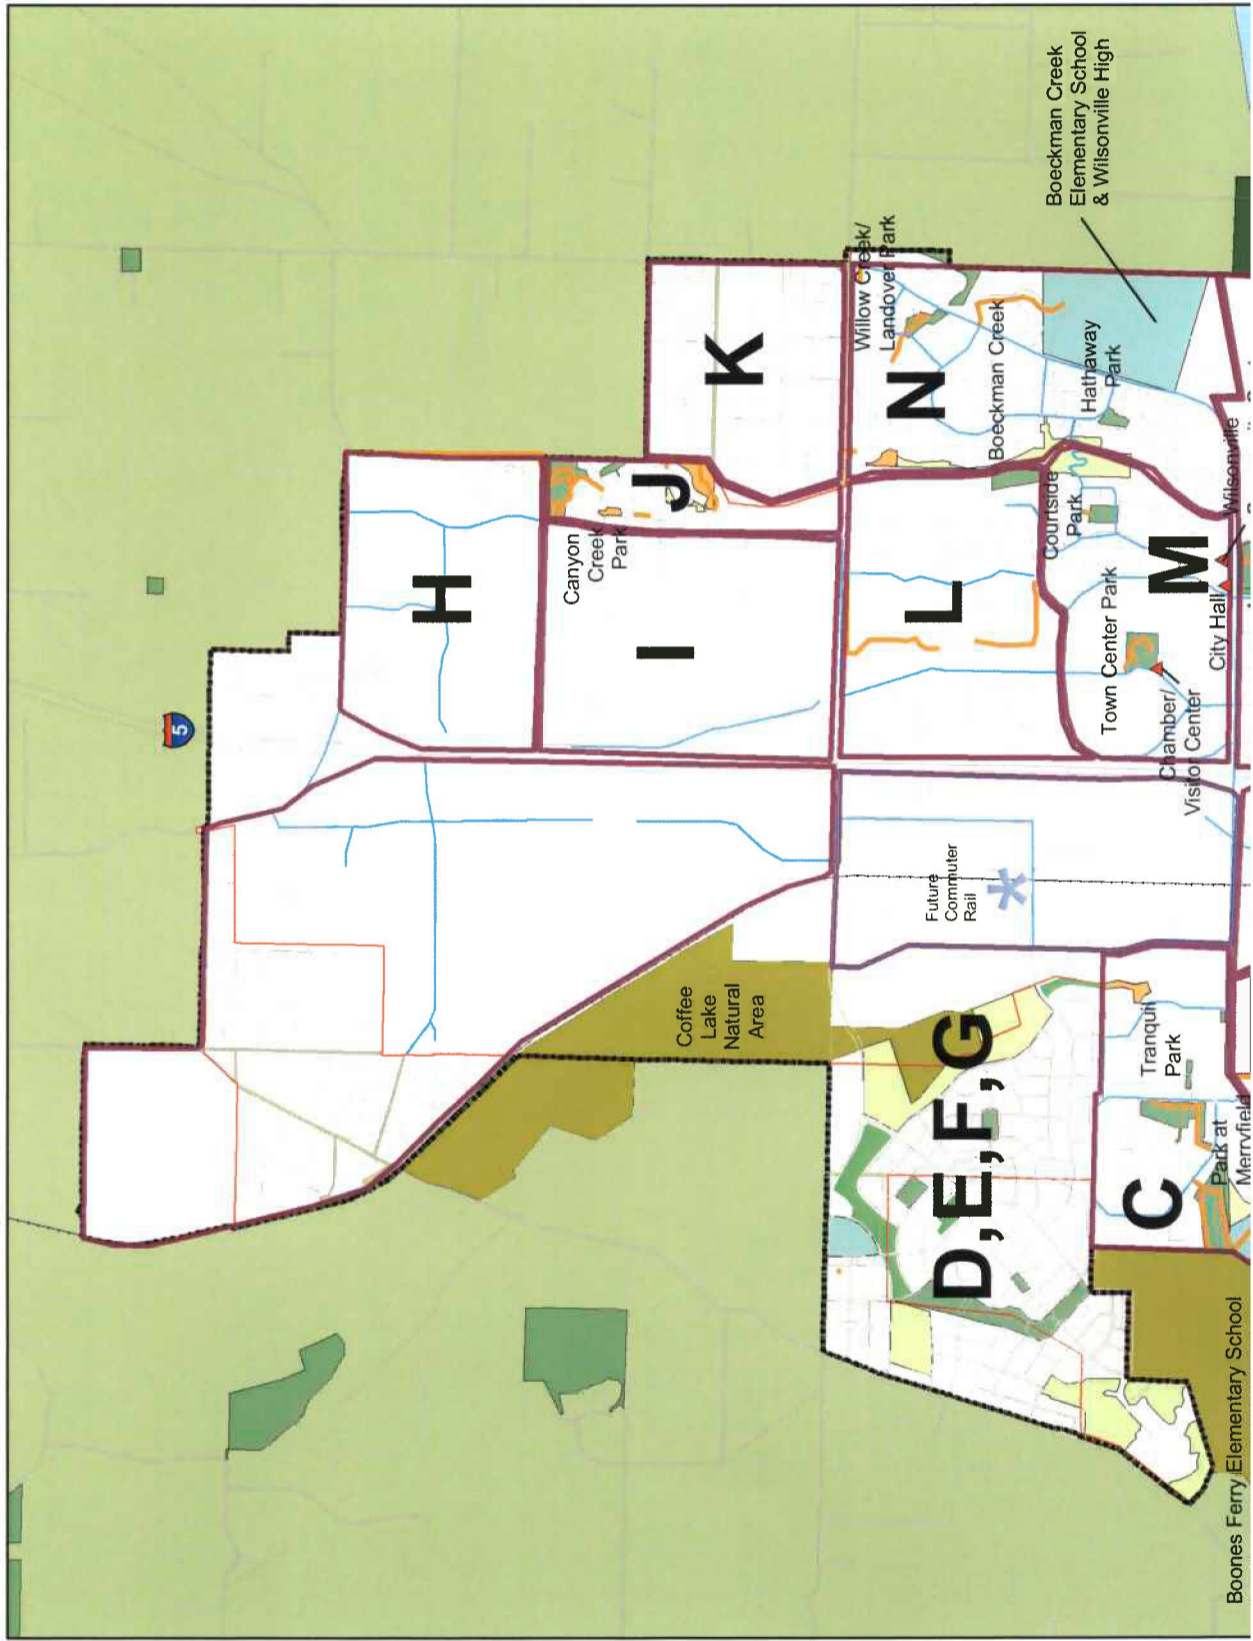 5
Boeckman Creek
Elementary School
& Wilsonville High
Willow Creek/
Landover Park
K
N
Boeckman Creek
Hathaway
Park
J
H
Canyon
Creek
Park
I
L
Courtside
Park
M
Wilsonville
Town Center Park
City Hall
Chamber/
Visitor Center
Future
Commuter
Rail
Coffee
Lake
Natural
Area
D,E,F,G
Tranquil
Park
C
Park at
Merryfield
Boones Ferry Elementary School